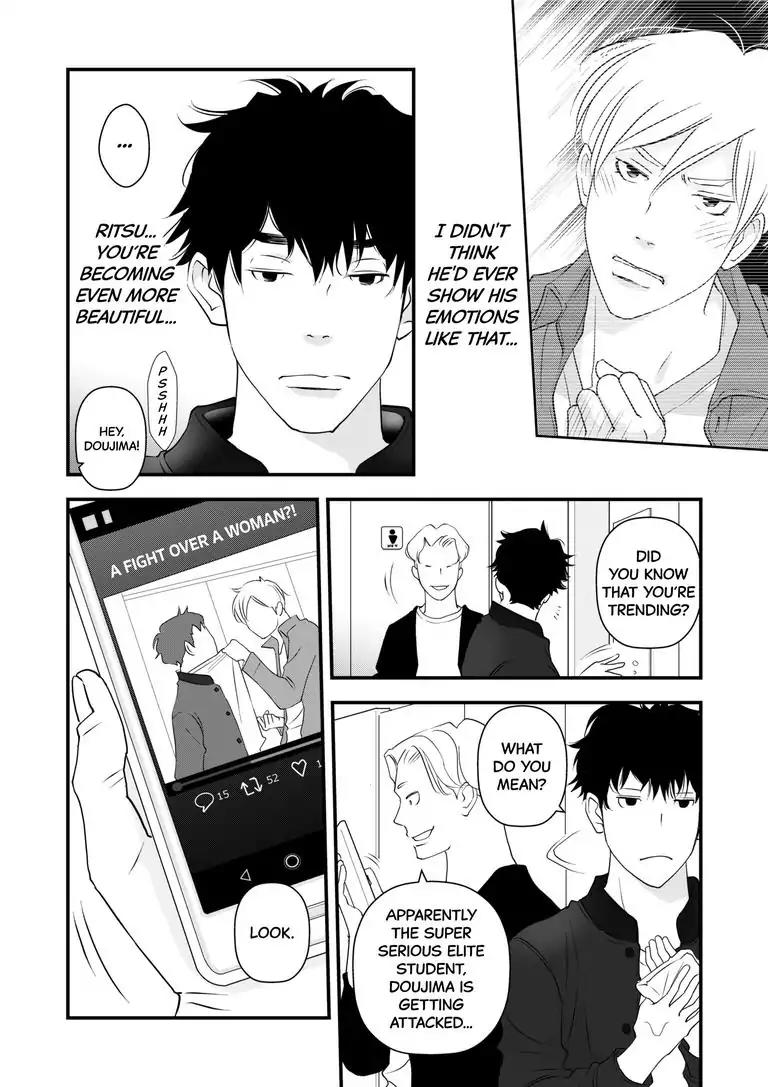 I DIDN'T
THINK
HE'D EVER
SHOW HIS
EMOTIONS
LIKE THAT...
...
RITSU...
YOU'RE
BECOMING
EVEN MORE
BEAUTIFUL...
PSSHHH
HEY,
DOUJIMA!
DID
YOU KNOW
THAT YOU'RE
TRENDING?
WHAT
DO YOU
MEAN?
APPARENTLY
THE SUPER
SERIOUS ELITE
STUDENT,
DOUJIMA IS
GETTING
ATTACKED...
A FIGHT OVER A WOMAN?!
15 52 1
LOOK.